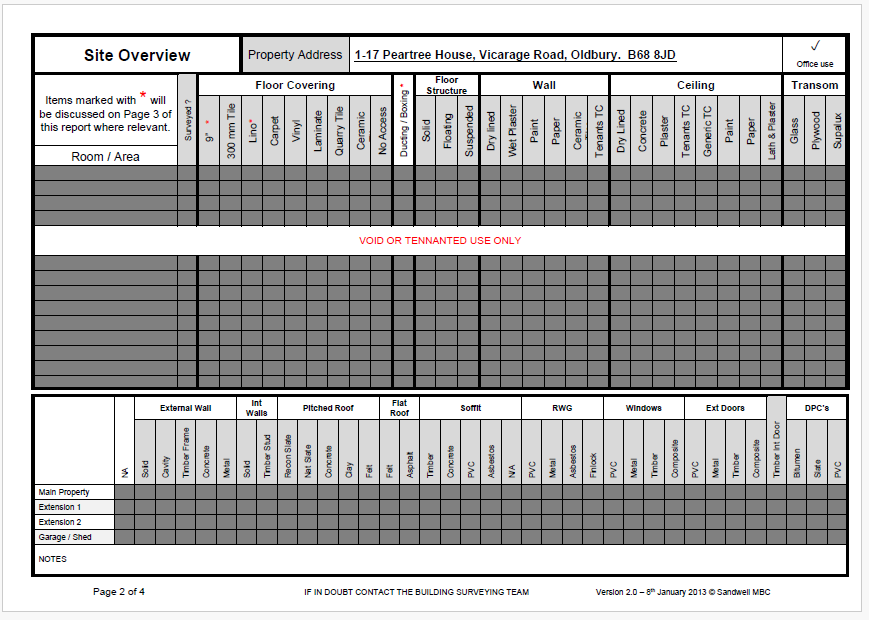 Site Overview
Property Address
1-17 Peartree House, Vicarage Road, Oldbury. B68 8JD
✓
Office use
Items marked with * will
be discussed on Page 3 of
this report where relevant.
Room / Area
Surveyed ?
Floor Covering
9" *
300 mm Tile
Lino*
Carpet
Vinyl
Laminate
Quarry Tile
Ceramic
No Access
Ducting / Boxing *
Floor
Structure
Solid
Floating
Suspended
Wall
Dry lined
Wet Plaster
Paint
Paper
Ceramic
Tenants TC
Ceiling
Dry Lined
Concrete
Plaster
Tenants TC
Generic TC
Paint
Paper
Lath & Plaster
Transom
Glass
Plywood
Supalux
VOID OR TENNANTED USE ONLY
NA
External Wall
Solid
Cavity
Timber Frame
Concrete
Metal
Int
Walls
Solid
Timber Stud
Pitched Roof
Recon Slate
Nat Slate
Concrete
Clay
Felt
Flat
Roof
Felt
Asphalt
Soffit
Timber
Concrete
PVC
Asbestos
N/A
RWG
PVC
Metal
Asbestos
Finlock
Windows
PVC
Metal
Timber
Composite
Ext Doors
PVC
Metal
Timber
Composite
Timber Int Door
DPC's
Bitumen
Slate
PVC
Main Property
Extension 1
Extension 2
Garage / Shed
NOTES
Page 2 of 4
IF IN DOUBT CONTACT THE BUILDING SURVEYING TEAM
Version 2.0 – 8th January 2013 © Sandwell MBC